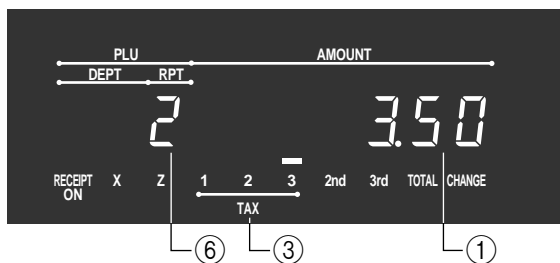 PLU AMOUNT
DEPT RPT
2 3.50
RECEIPT ON X Z 1 2 3 2nd 3rd TOTAL CHANGE
TAX
⑥ ③ ①